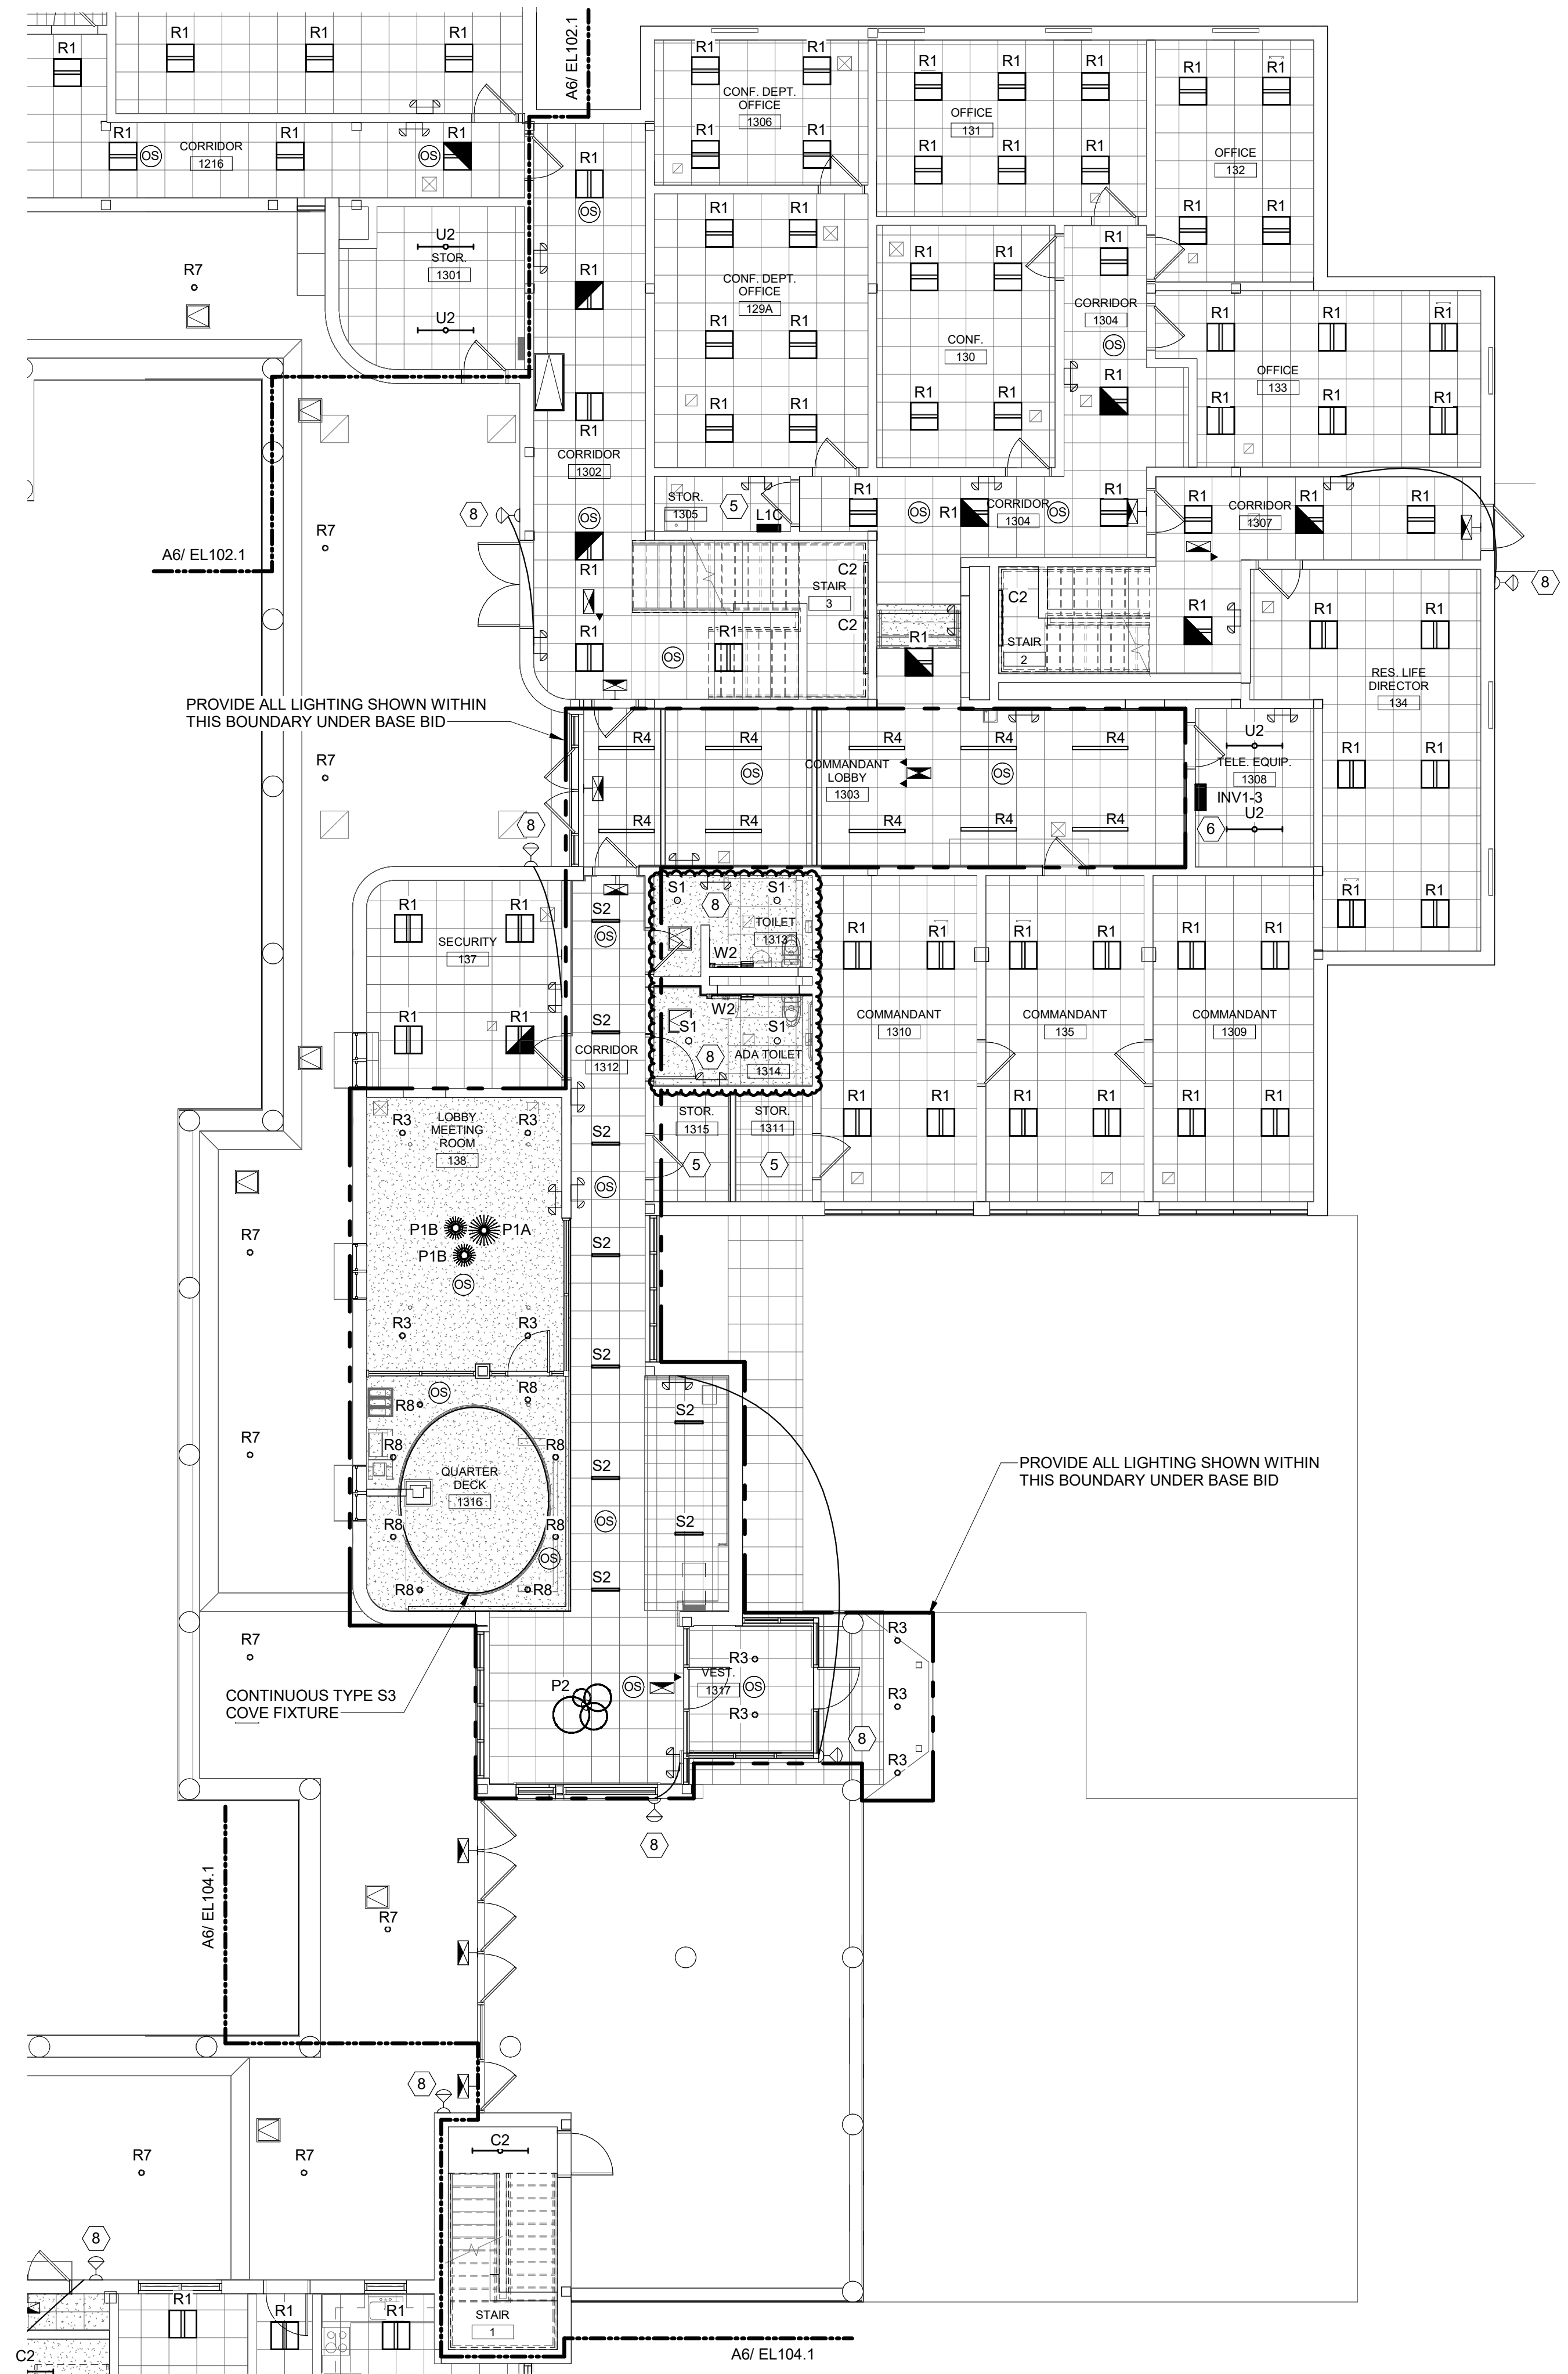 A6/ EL102.1
R1
R1
R1
R1
R1
R1
R1
CORRIDOR
1216
OS
OS
U2
STOR.
1301
U2
R7
R1
OS
R1
R1
CORRIDOR
1302
OS
R1
R1
R1
OS
R1
R1
CONF. DEPT.
OFFICE
1306
R1
R1
R1
R1
CONF. DEPT.
OFFICE
129A
R1
R1
R1
R1
R1
R1
R1
OFFICE
131
R1
R1
R1
R1
R1
OFFICE
132
R1
R1
R1
R1
CONF.
130
R1
R1
R1
CORRIDOR
1304
OS
R1
R1
R1
R1
OFFICE
133
R1
R1
R1
STOR.
1305
5
L1C
R1
OS
R1
CORRIDOR
1304
OS
R1
R1
CORRIDOR
1307
R1
R1
8
R7
A6/ EL102.1
8
STAIR
3
C2
C2
R1
C2
STAIR
2
R1
R1
R1
RES. LIFE
DIRECTOR
134
R1
R1
R1
R1
PROVIDE ALL LIGHTING SHOWN WITHIN
THIS BOUNDARY UNDER BASE BID
R7
R4
R4
R4
R4
R4
OS
COMMANDANT
LOBBY
1303
OS
R4
R4
R4
R4
R4
U2
TELE. EQUIP.
1308
INV1-3
U2
6
8
R1
R1
SECURITY
137
R1
R1
S2
OS
S2
CORRIDOR
1312
S2
OS
S2
S2
S2
OS
S2
S1
8
S1
TOILET
1313
W2
W2
S1
S1
8
ADA TOILET
1314
R1
R1
COMMANDANT
1310
R1
R1
R1
R1
COMMANDANT
135
R1
R1
R1
R1
COMMANDANT
1309
R1
R1
STOR.
1315
5
STOR.
1311
5
R3
LOBBY
MEETING
ROOM
138
R3
P1B
P1A
P1B
OS
R3
R3
R7
R7
OS
R8
R8
R8
R8
QUARTER
DECK
1316
R8
R8
OS
R8
R8
S2
S2
PROVIDE ALL LIGHTING SHOWN WITHIN
THIS BOUNDARY UNDER BASE BID
R7
CONTINUOUS TYPE S3
COVE FIXTURE
P2
OS
R3
VEST.
1317
OS
R3
R3
R3
R3
8
8
A6/ EL104.1
R7
8
R7
R7
C2
8
STAIR
1
R1
R1
R1
C2
A6/ EL104.1